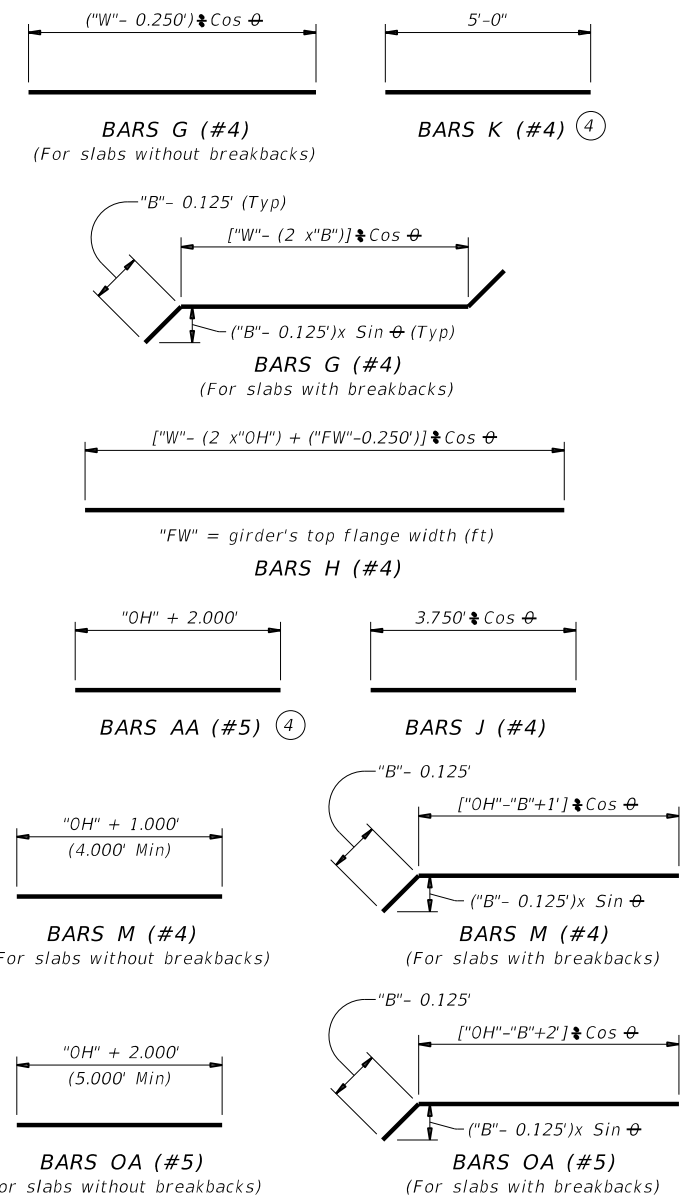 ("W"- 0.250') ÷ Cos θ
5'-0"
BARS G (#4)
BARS K (#4) 4
(For slabs without breakbacks)
"B"- 0.125' (Typ)
["W"- (2 x"B")] ÷ Cos θ
("B"- 0.125')x Sin θ (Typ)
BARS G (#4)
(For slabs with breakbacks)
["W"- (2 x"OH") + ("FW"-0.250')] ÷ Cos θ
"FW" = girder's top flange width (ft)
BARS H (#4)
"OH" + 2.000'
3.750' ÷ Cos θ
BARS AA (#5) 4
BARS J (#4)
"B"- 0.125'
["OH"-"B"+1'] ÷ Cos θ
"OH" + 1.000'
(4.000' Min)
("B"- 0.125')x Sin θ
BARS M (#4)
BARS M (#4)
For slabs without breakbacks)
(For slabs with breakbacks)
"B"- 0.125'
["OH"-"B"+2'] ÷ Cos θ
"OH" + 2.000'
(5.000' Min)
("B"- 0.125')x Sin θ
BARS OA (#5)
BARS OA (#5)
or slabs without breakbacks)
(For slabs with breakbacks)